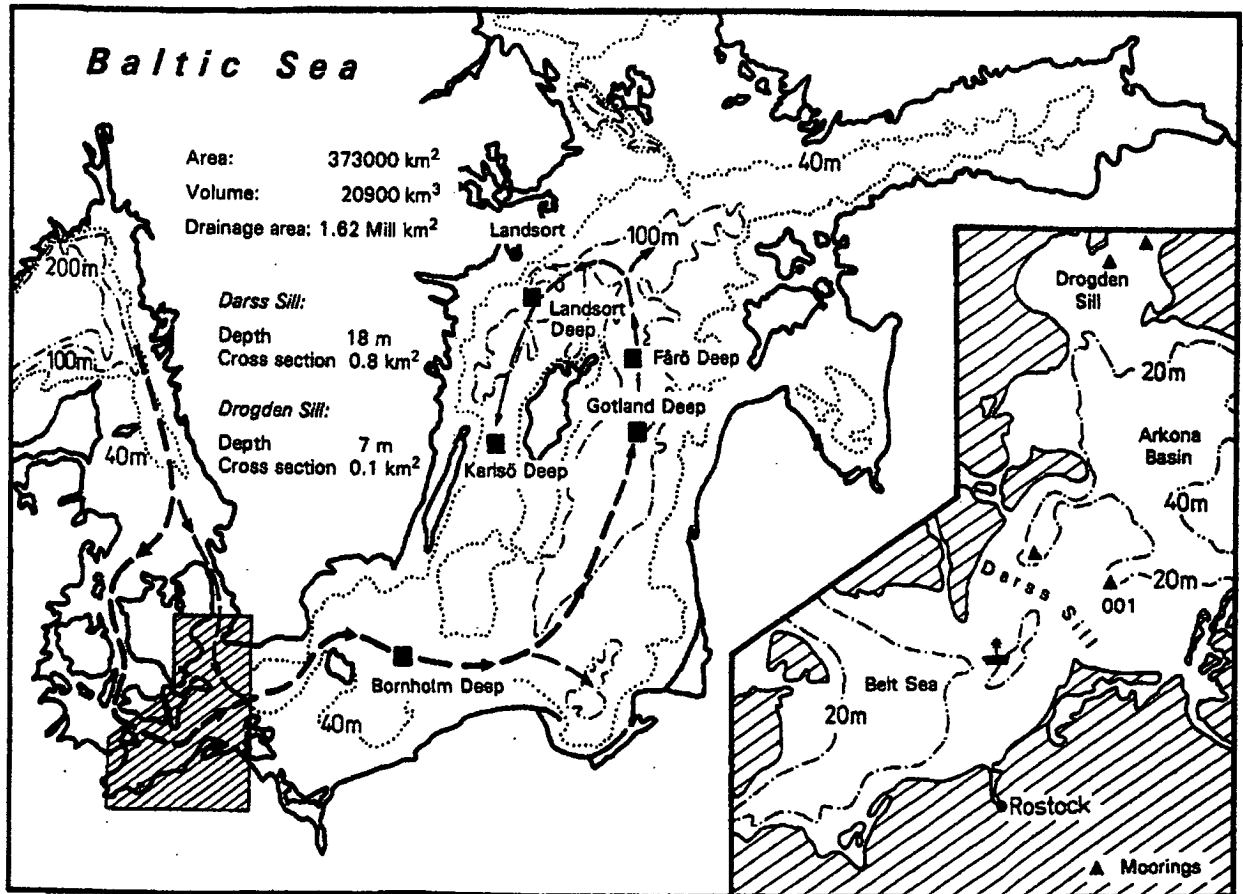 Baltic Sea
Area: 373000 km²
Volume: 20900 km³
Drainage area: 1.62 Mill km²
Darss Sill:
Depth 18 m
Cross section 0.8 km²
Drogden Sill:
Depth 7 m
Cross section 0.1 km²
200m
100m
40m
40m
Landsort
100m
Landsort
Deep
Fårö Deep
Gotland Deep
Karlsö Deep
Bornholm Deep
40m
Drogden
Sill
20m
Arkona
Basin
40m
Darss Sill
20m
001
Belt Sea
20m
Rostock
▲ Moorings